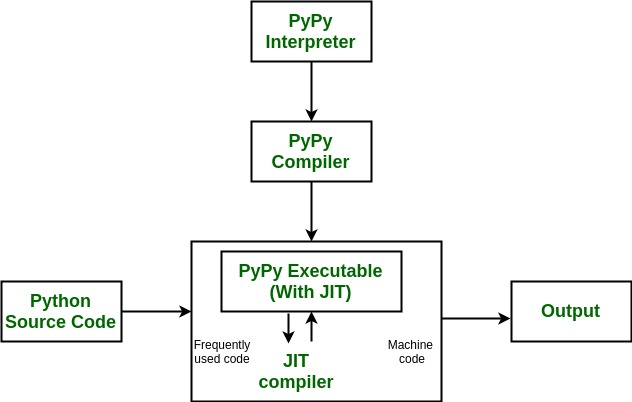 PyPy
Interpreter
PyPy
Compiler
PyPy Executable
(With JIT)
Python
Source Code
Frequently
used code
JIT
compiler
Machine
code
Output